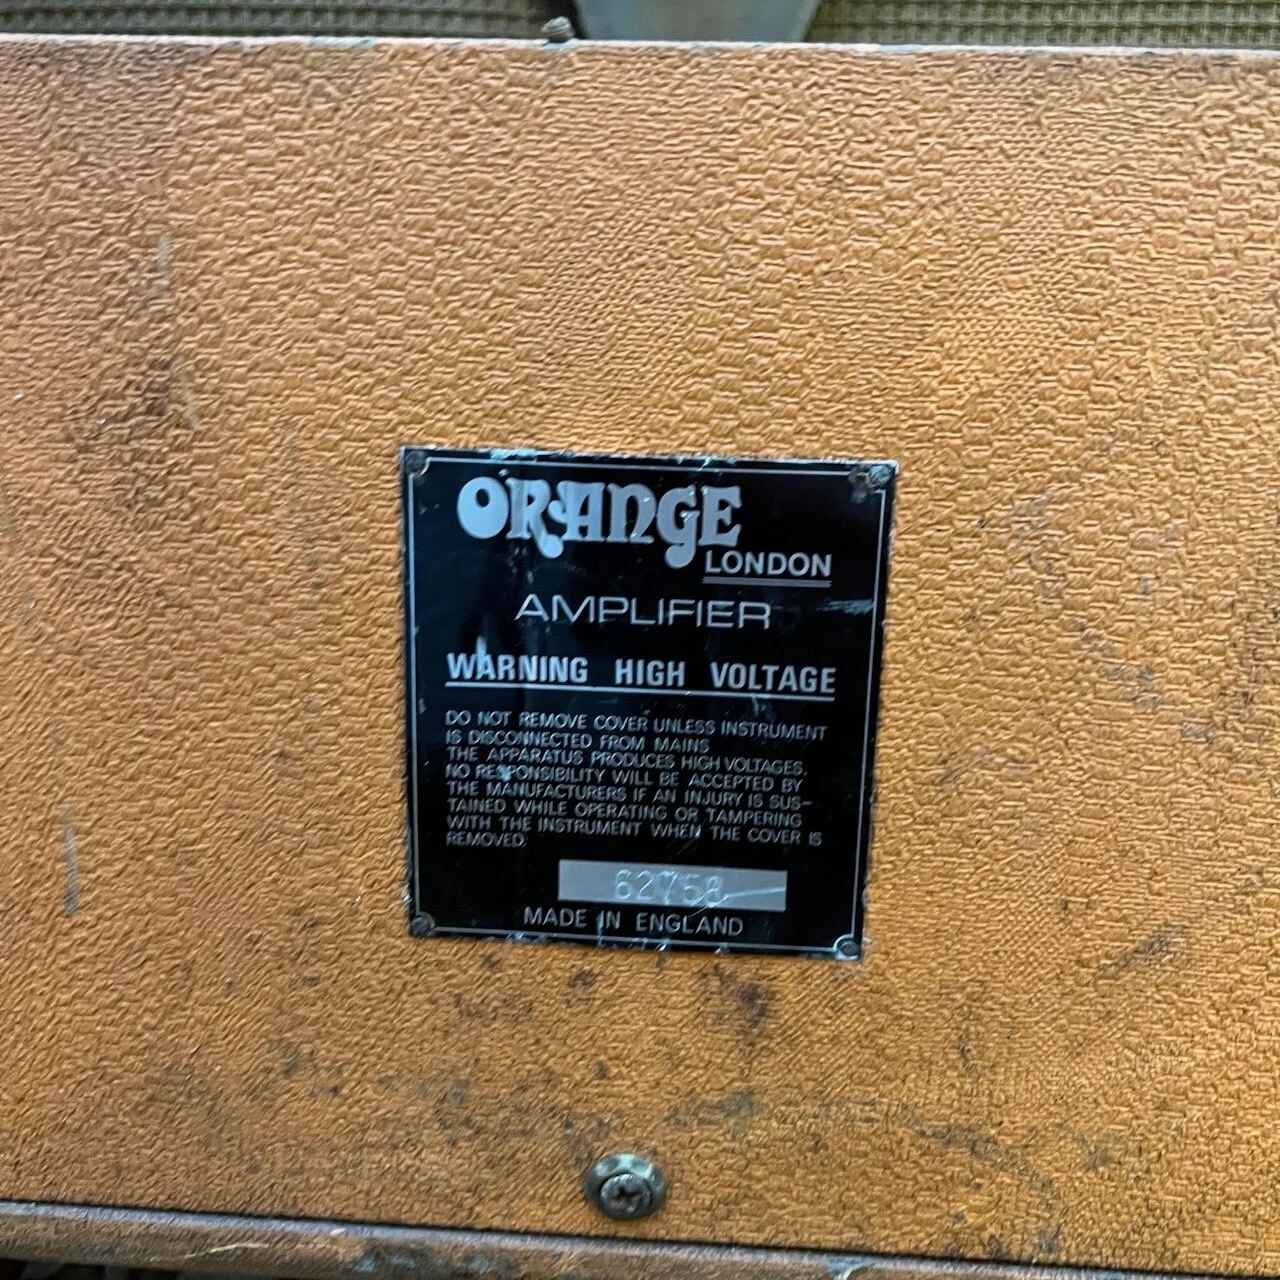 ORANGE
LONDON
AMPLIFIER
WARNING HIGH VOLTAGE
DO NOT REMOVE COVER UNLESS INSTRUMENT
IS DISCONNECTED FROM MAINS
THE APPARATUS PRODUCES HIGH VOLTAGES.
NO RESPONSIBILITY WILL BE ACCEPTED BY
THE MANUFACTURERS IF AN INJURY IS SUS-
TAINED WHILE OPERATING OR TAMPERING
WITH THE INSTRUMENT WHEN THE COVER IS
REMOVED.
62758
MADE IN ENGLAND